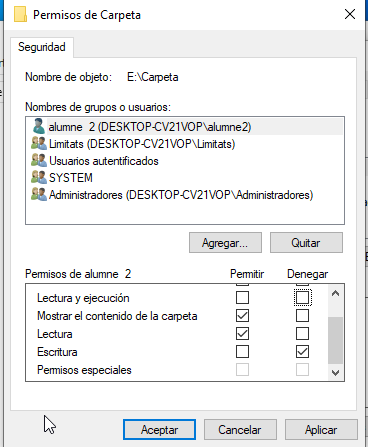 Permisos de Carpeta
Seguridad
Nombre de objeto: E:\Carpeta
Nombres de grupos o usuarios:
alumne 2 (DESKTOP-CV21VOP\alumne2)
Limitats (DESKTOP-CV21VOP\Limitats)
Usuarios autentificados
SYSTEM
Administradores (DESKTOP-CV21VOP\Administradores)
Agregar... Quitar
Permisos de alumne 2 Permitir Denegar
Lectura y ejecución
Mostrar el contenido de la carpeta
Lectura
Escritura
Permisos especiales
Aceptar Cancelar Aplicar